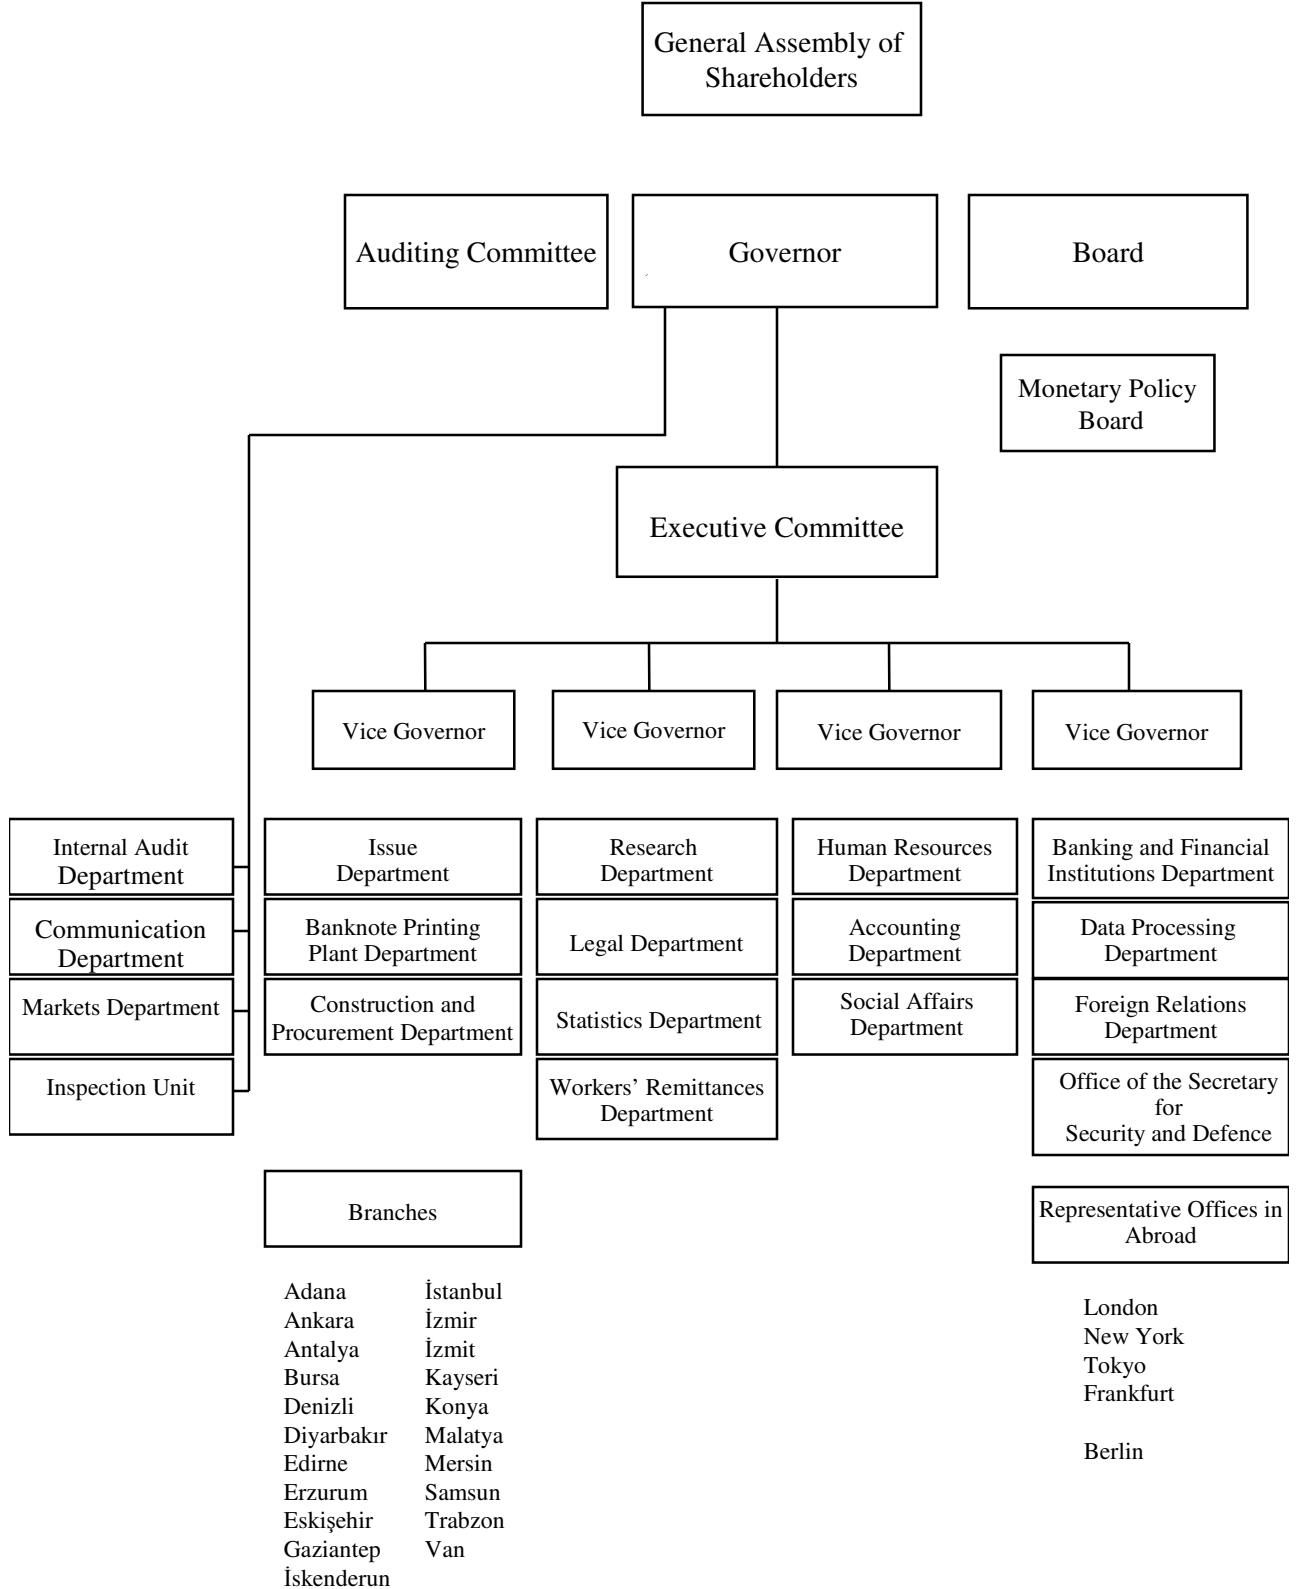 General Assembly of
Shareholders
Auditing Committee
Governor
Board
Monetary Policy
Board
Executive Committee
Vice Governor
Vice Governor
Vice Governor
Vice Governor
Internal Audit
Department
Communication
Department
Markets Department
Inspection Unit
Issue
Department
Banknote Printing
Plant Department
Construction and
Procurement Department
Research
Department
Legal Department
Statistics Department
Workers’ Remittances
Department
Human Resources
Department
Accounting
Department
Social Affairs
Department
Banking and Financial
Institutions Department
Data Processing
Department
Foreign Relations
Department
Office of the Secretary
for
Security and Defence
Branches
Adana
Ankara
Antalya
Bursa
Denizli
Diyarbakır
Edirne
Erzurum
Eskişehir
Gaziantep
İskenderun
İstanbul
İzmir
İzmit
Kayseri
Konya
Malatya
Mersin
Samsun
Trabzon
Van
Representative Offices in
Abroad
London
New York
Tokyo
Frankfurt
Berlin